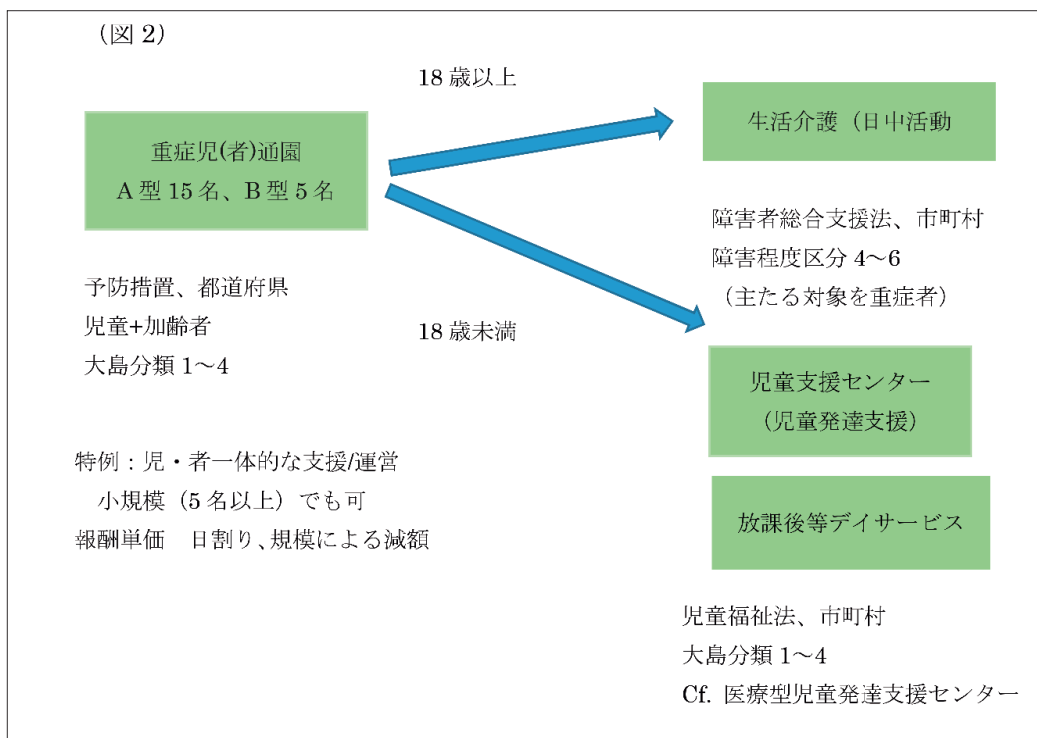 (図 2)
18 歳以上
重症児(者)通園
A 型 15 名、B 型 5 名
生活介護(日中活動
予防措置、都道府県
児童+加齢者
大島分類 1〜4
障害者総合支援法、市町村
障害程度区分 4〜6
(主たる対象を重症者)
18 歳未満
児童支援センター
(児童発達支援)
特例：児・者一体的な支援/運営
小規模(5 名以上)でも可
報酬単価　日割り、規模による減額
放課後等デイサービス
児童福祉法、市町村
大島分類 1〜4
Cf. 医療型児童発達支援センター